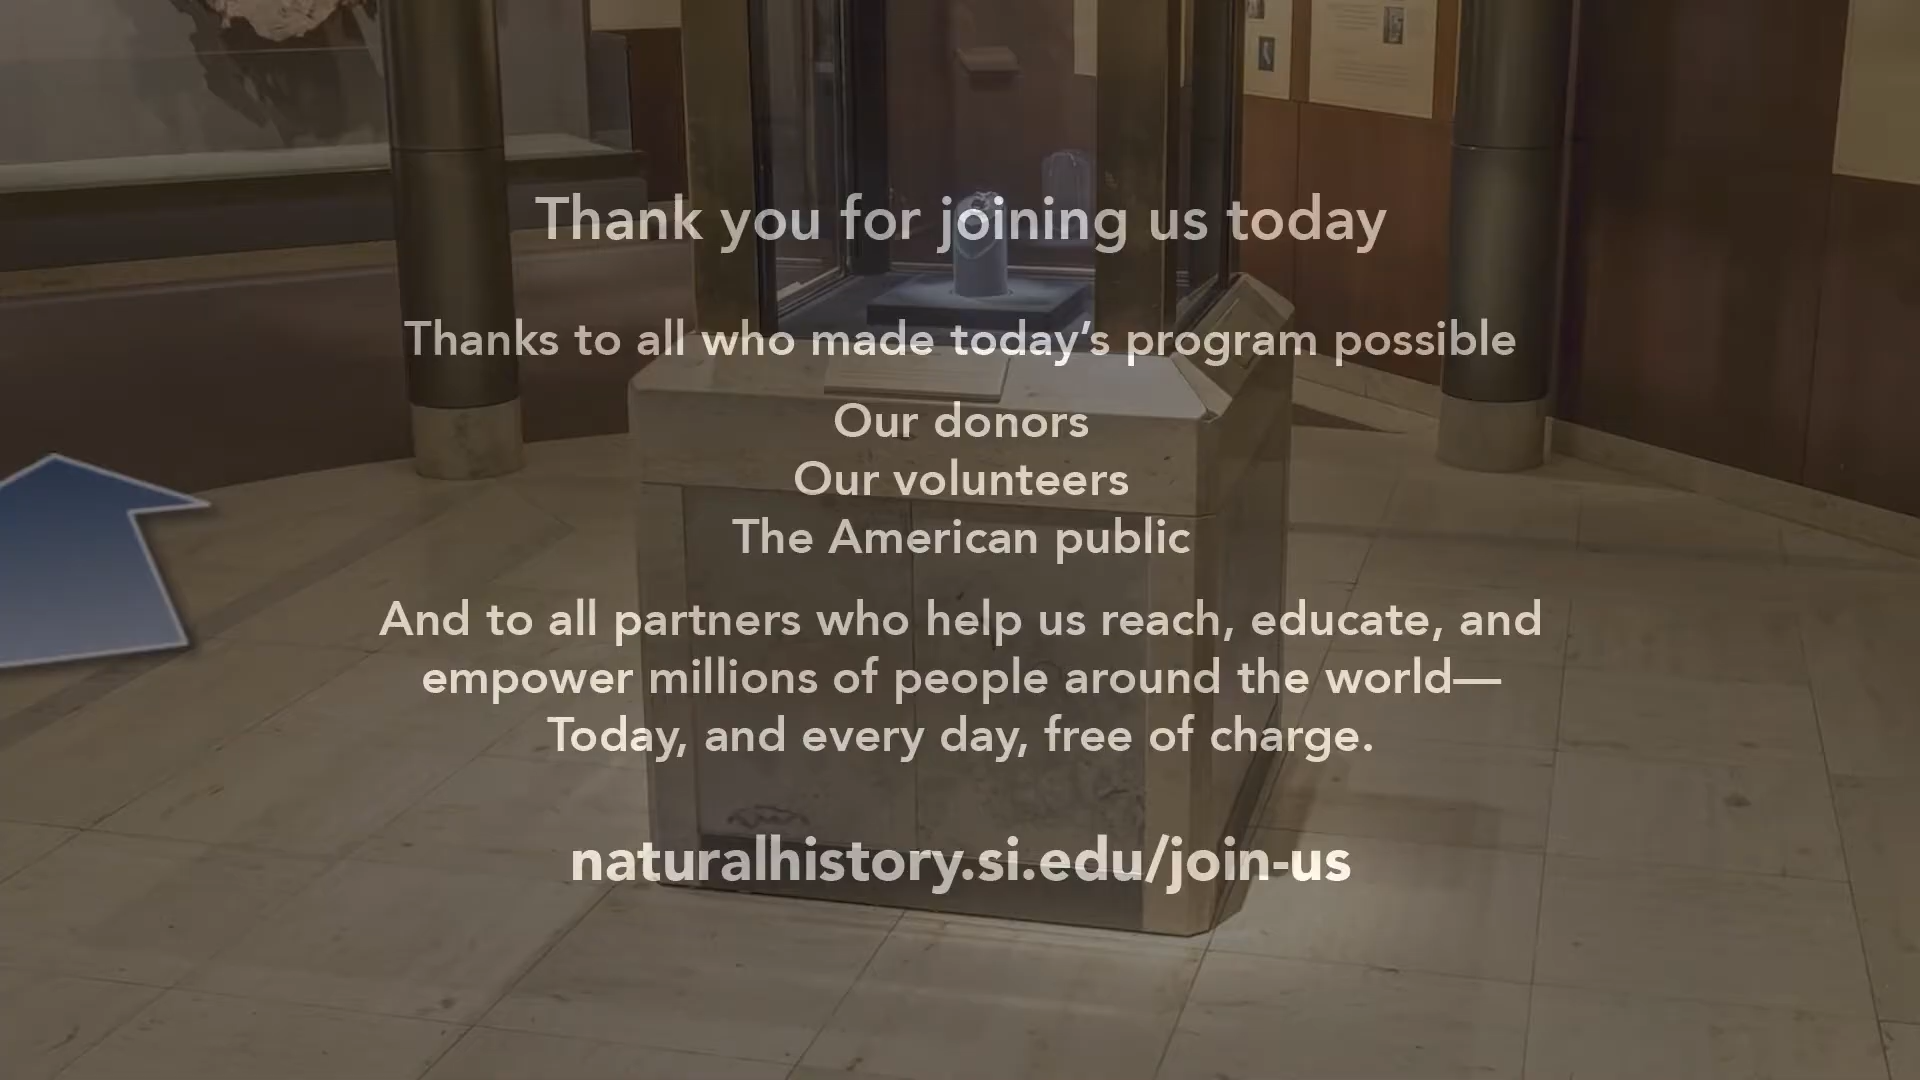 Thank you for joining us today
Thanks to all who made today’s program possible
Our donors
Our volunteers
The American public
And to all partners who help us reach, educate, and
empower millions of people around the world—
Today, and every day, free of charge.
naturalhistory.si.edu/join-us